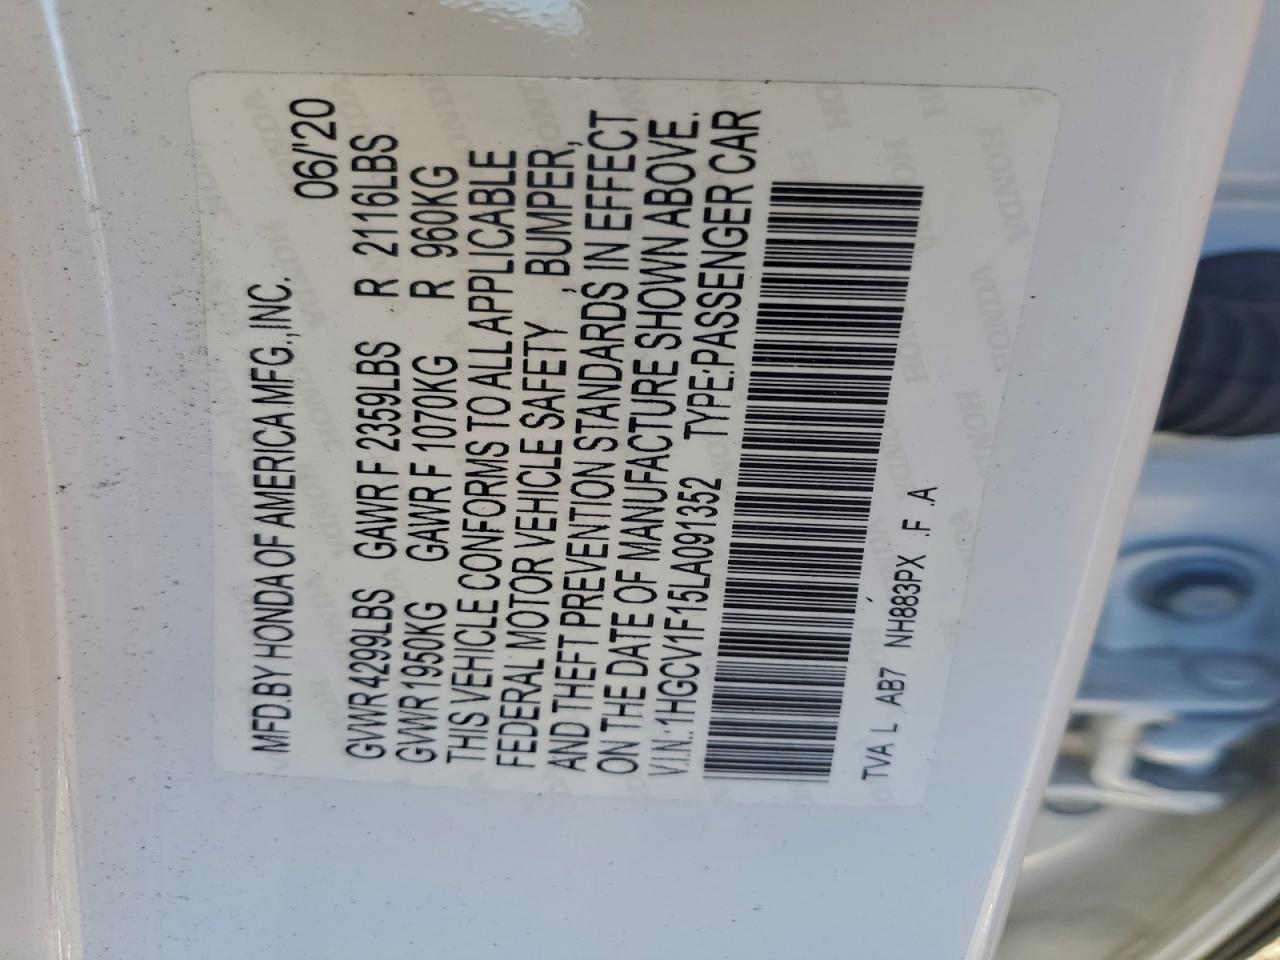 MFD.BY HONDA OF AMERICA MFG.,INC. 06/'20
GVWR 4299LBS GAWR F 2359LBS R 2116LBS
GVWR 1950KG GAWR F 1070KG R 960KG
THIS VEHICLE CONFORMS TO ALL APPLICABLE
FEDERAL MOTOR VEHICLE SAFETY , BUMPER,
AND THEFT PREVENTION STANDARDS IN EFFECT
ON THE DATE OF MANUFACTURE SHOWN ABOVE.
V.I.N.:1HGCV1F15LA091352 TYPE:PASSENGER CAR
TVA L AB7 NH883PX .F .A